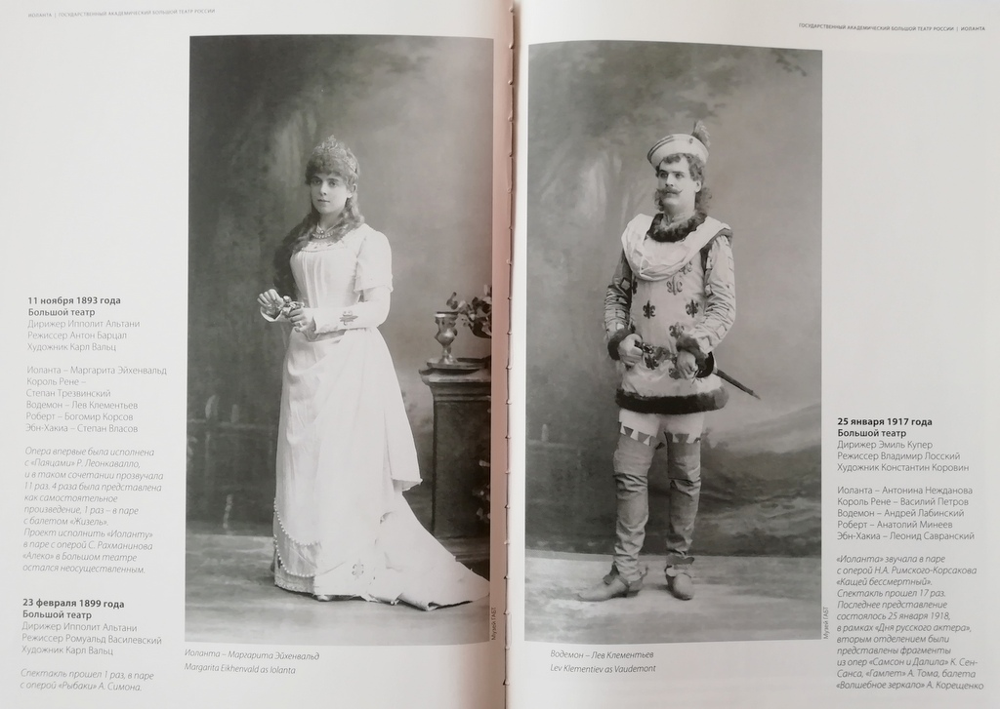 ИОЛАНТА | ГОСУДАРСТВЕННЫЙ АКАДЕМИЧЕСКИЙ БОЛЬШОЙ ТЕАТР РОССИИ
11 ноября 1893 года
Большой театр
Дирижер Ипполит Альтани
Режиссер Антон Барцал
Художник Карл Вальц
Иоланта – Маргарита Эйхенвальд
Король Рене –
Степан Трезвинский
Водемон – Лев Клементьев
Роберт – Богомир Корсов
Эбн-Хакиа – Степан Власов
Опера впервые была исполнена
с «Паяцами» Р. Леонкавалло,
и в таком сочетании прозвучала
11 раз. 4 раза была представлена
как самостоятельное
произведение, 1 раз – в паре
с балетом «Жизель».
Проект исполнить «Иоланту»
в паре с оперой С. Рахманинова
«Алеко» в Большом театре
остался неосуществленным.
23 февраля 1899 года
Большой театр
Дирижер Ипполит Альтани
Режиссер Ромуальд Василевский
Художник Карл Вальц
Спектакль прошел 1 раз, в паре
с оперой «Рыбаки» А. Симона.
Музей ГАБТ
Иоланта – Маргарита Эйхенвальд
Margarita Eikhenvald as Iolanta
ГОСУДАРСТВЕННЫЙ АКАДЕМИЧЕСКИЙ БОЛЬШОЙ ТЕАТР РОССИИ | ИОЛАНТА
Музей ГАБТ
Водемон – Лев Клементьев
Lev Klementiev as Vaudemont
25 января 1917 года
Большой театр
Дирижер Эмиль Купер
Режиссер Владимир Лосский
Художник Константин Коровин
Иоланта – Антонина Нежданова
Король Рене – Василий Петров
Водемон – Андрей Лабинский
Роберт – Анатолий Минеев
Эбн-Хакиа – Леонид Савранский
«Иоланта» звучала в паре
с оперой Н.А. Римского-Корсакова
«Кащей бессмертный».
Спектакль прошел 17 раз.
Последнее представление
состоялось 25 января 1918,
в рамках «Дня русского актера»,
вторым отделением были
представлены фрагменты
из опер «Самсон и Далила» К. Сен-
Санса, «Гамлет» А. Тома, балета
«Волшебное зеркало» А. Корещенко